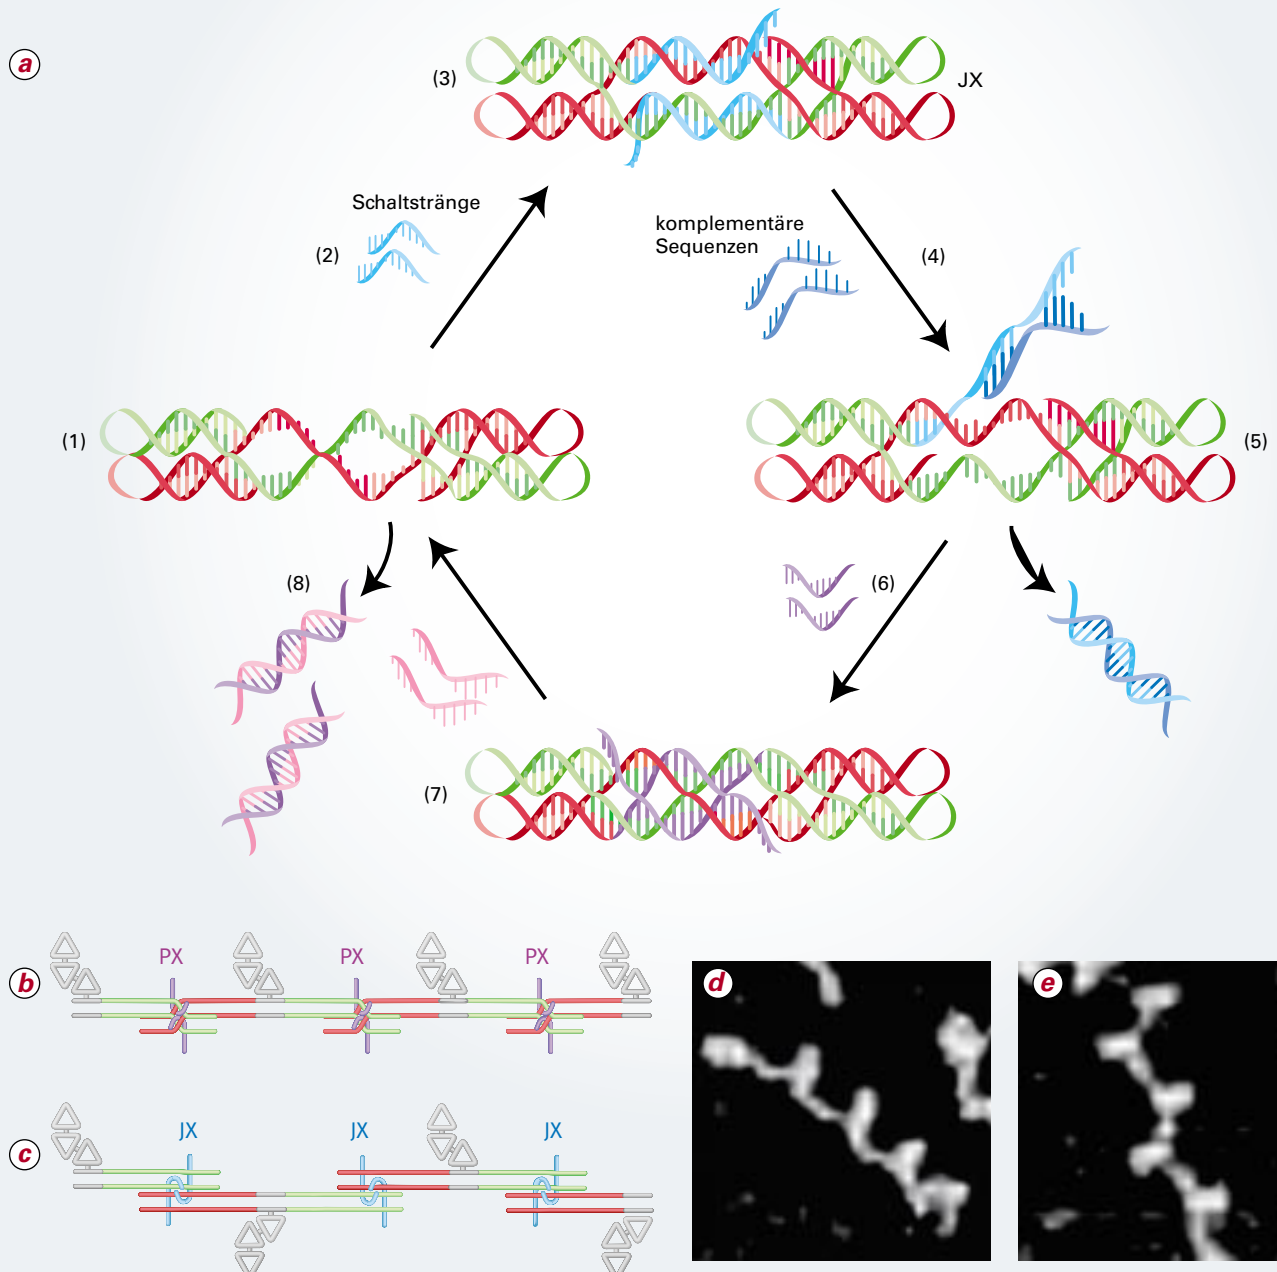 a
(3)
JX
Schaltstränge
(2)
komplementäre
Sequenzen
(4)
(1)
(5)
(8)
(6)
(7)
b
PX
PX
PX
c
JX
JX
JX
d
e